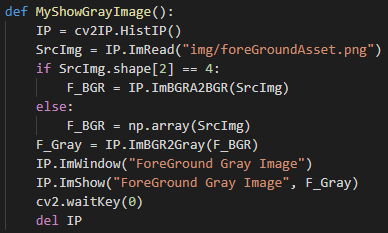 def MyShowGrayImage():
    IP = cv2IP.HistIP()
    SrcImg = IP.ImRead("img/foreGroundAsset.png")
    if SrcImg.shape[2] == 4:
        F_BGR = IP.ImBGRA2BGR(SrcImg)
    else:
        F_BGR = np.array(SrcImg)
    F_Gray = IP.ImBGR2Gray(F_BGR)
    IP.ImWindow("ForeGround Gray Image")
    IP.ImShow("ForeGround Gray Image", F_Gray)
    cv2.waitKey(0)
    del IP